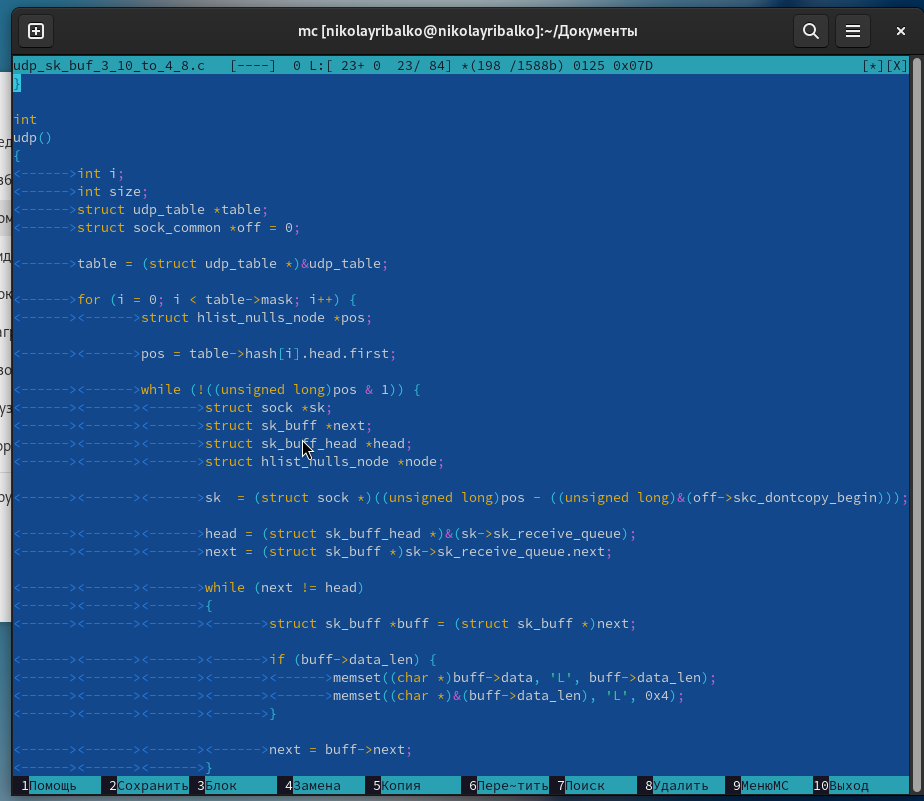 mc [nikolayribalko@nikolayribalko]:~/Документы
udp_sk_buf_3_10_to_4_8.c   [----]  0 L:[ 23+ 0  23/ 84] *(198 /1588b) 0125 0x07D                          [*][X]
}
int
udp()
{
<------>int i;
<------>int size;
<------>struct udp_table *table;
<------>struct sock_common *off = 0;
<------>table = (struct udp_table *)&udp_table;
<------>for (i = 0; i < table->mask; i++) {
<------><------>struct hlist_nulls_node *pos;
<------><------>pos = table->hash[i].head.first;
<------><------>while (!((unsigned long)pos & 1)) {
<------><------><------>struct sock *sk;
<------><------><------>struct sk_buff *next;
<------><------><------>struct sk_buff_head *head;
<------><------><------>struct hlist_nulls_node *node;
<------><------><------>sk  = (struct sock *)((unsigned long)pos - ((unsigned long)&(off->skc_dontcopy_begin)));
<------><------><------>head = (struct sk_buff_head *)&(sk->sk_receive_queue);
<------><------><------>next = (struct sk_buff *)sk->sk_receive_queue.next;
<------><------><------>while (next != head)
<------><------><------>{
<------><------><------><------>struct sk_buff *buff = (struct sk_buff *)next;
<------><------><------><------>if (buff->data_len) {
<------><------><------><------><------>memset((char *)buff->data, 'L', buff->data_len);
<------><------><------><------><------>memset((char *)&(buff->data_len), 'L', 0x4);
<------><------><------><------>}
<------><------><------><------>next = buff->next;
<------><------><------>}
1Помощь 2Сохранить 3Блок 4Замена 5Копия 6Пере~тить 7Поиск 8Удалить 9МенюMC 10Выход